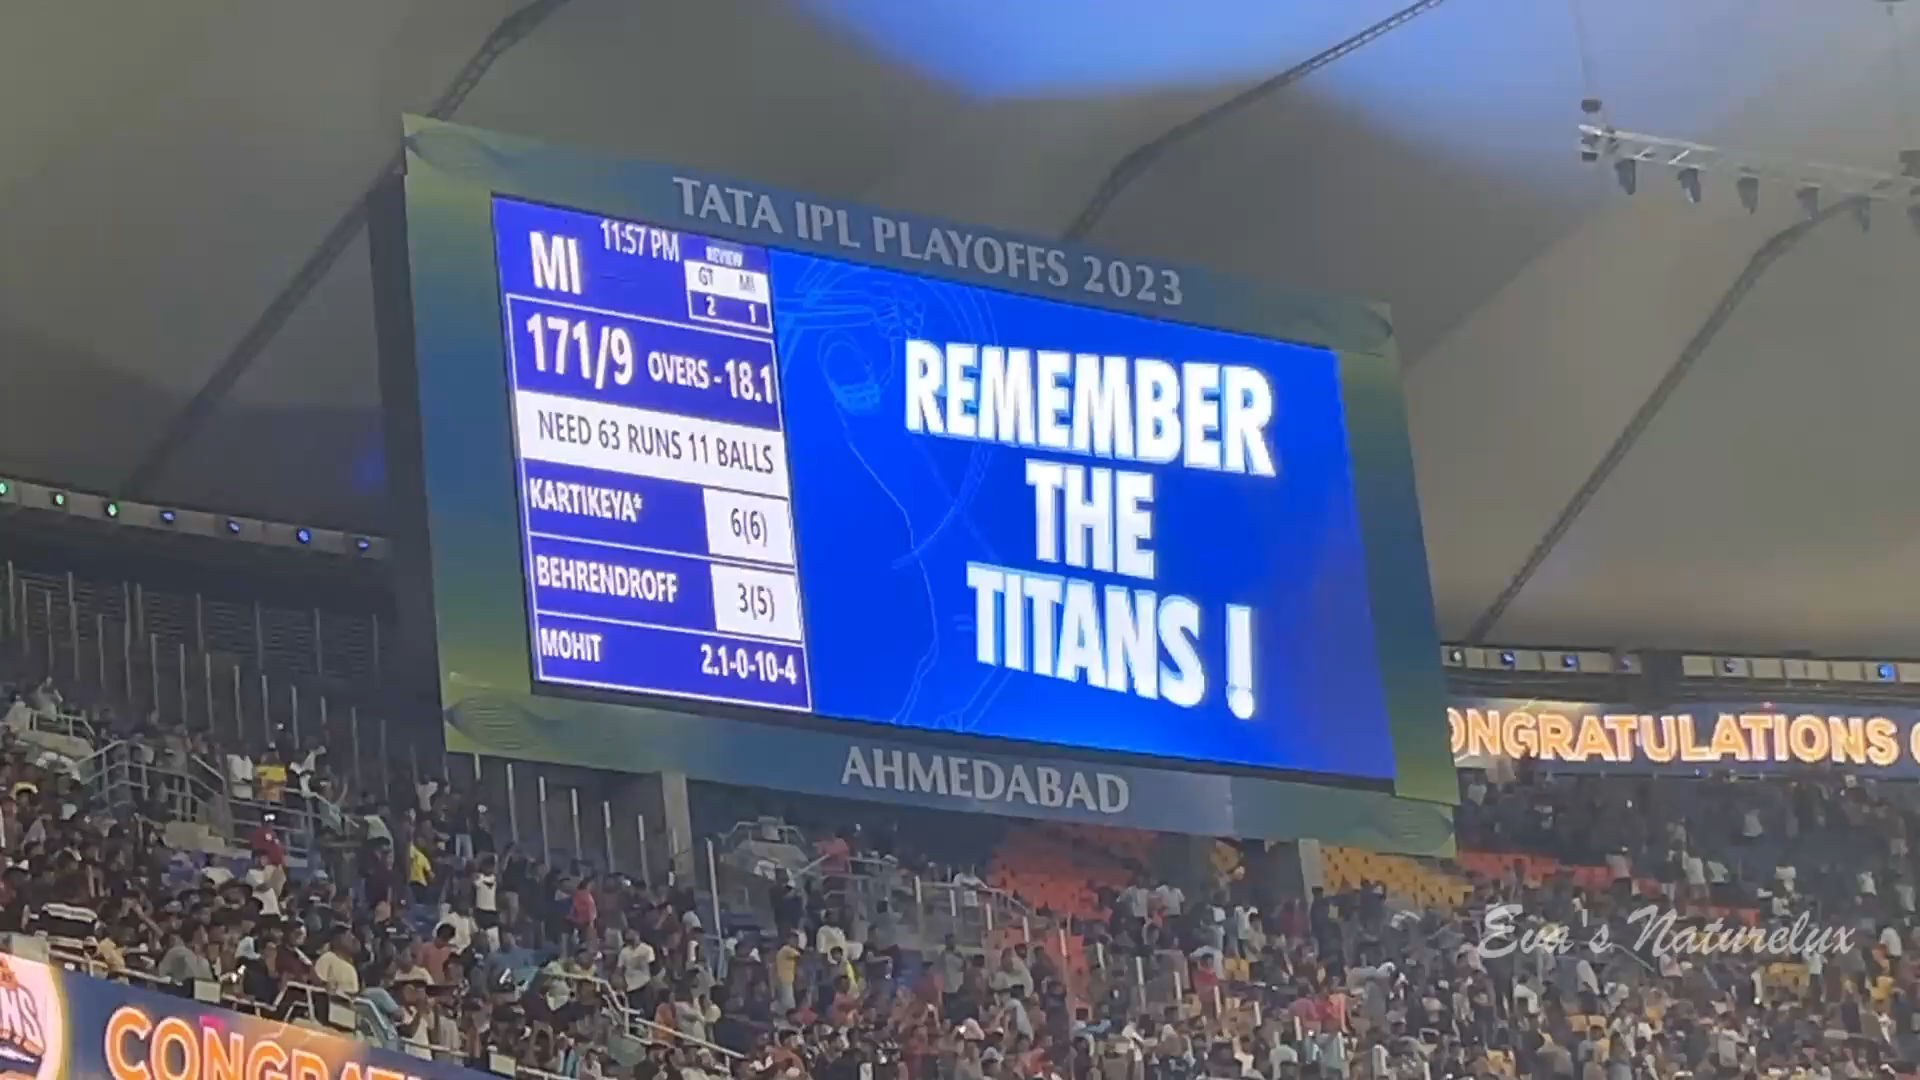 TATA IPL PLAYOFFS 2023
MI
11:57 PM
REVIEW
GT MI
2 1
171/9 OVERS - 18.1
NEED 63 RUNS 11 BALLS
KARTIKEYA* 6(6)
BEHRENDROFF 3(5)
MOHIT 2.1-0-10-4
REMEMBER
THE
TITANS !
AHMEDABAD
ONGRATULATIONS
Eva's Naturelux
NS
CONGRAT